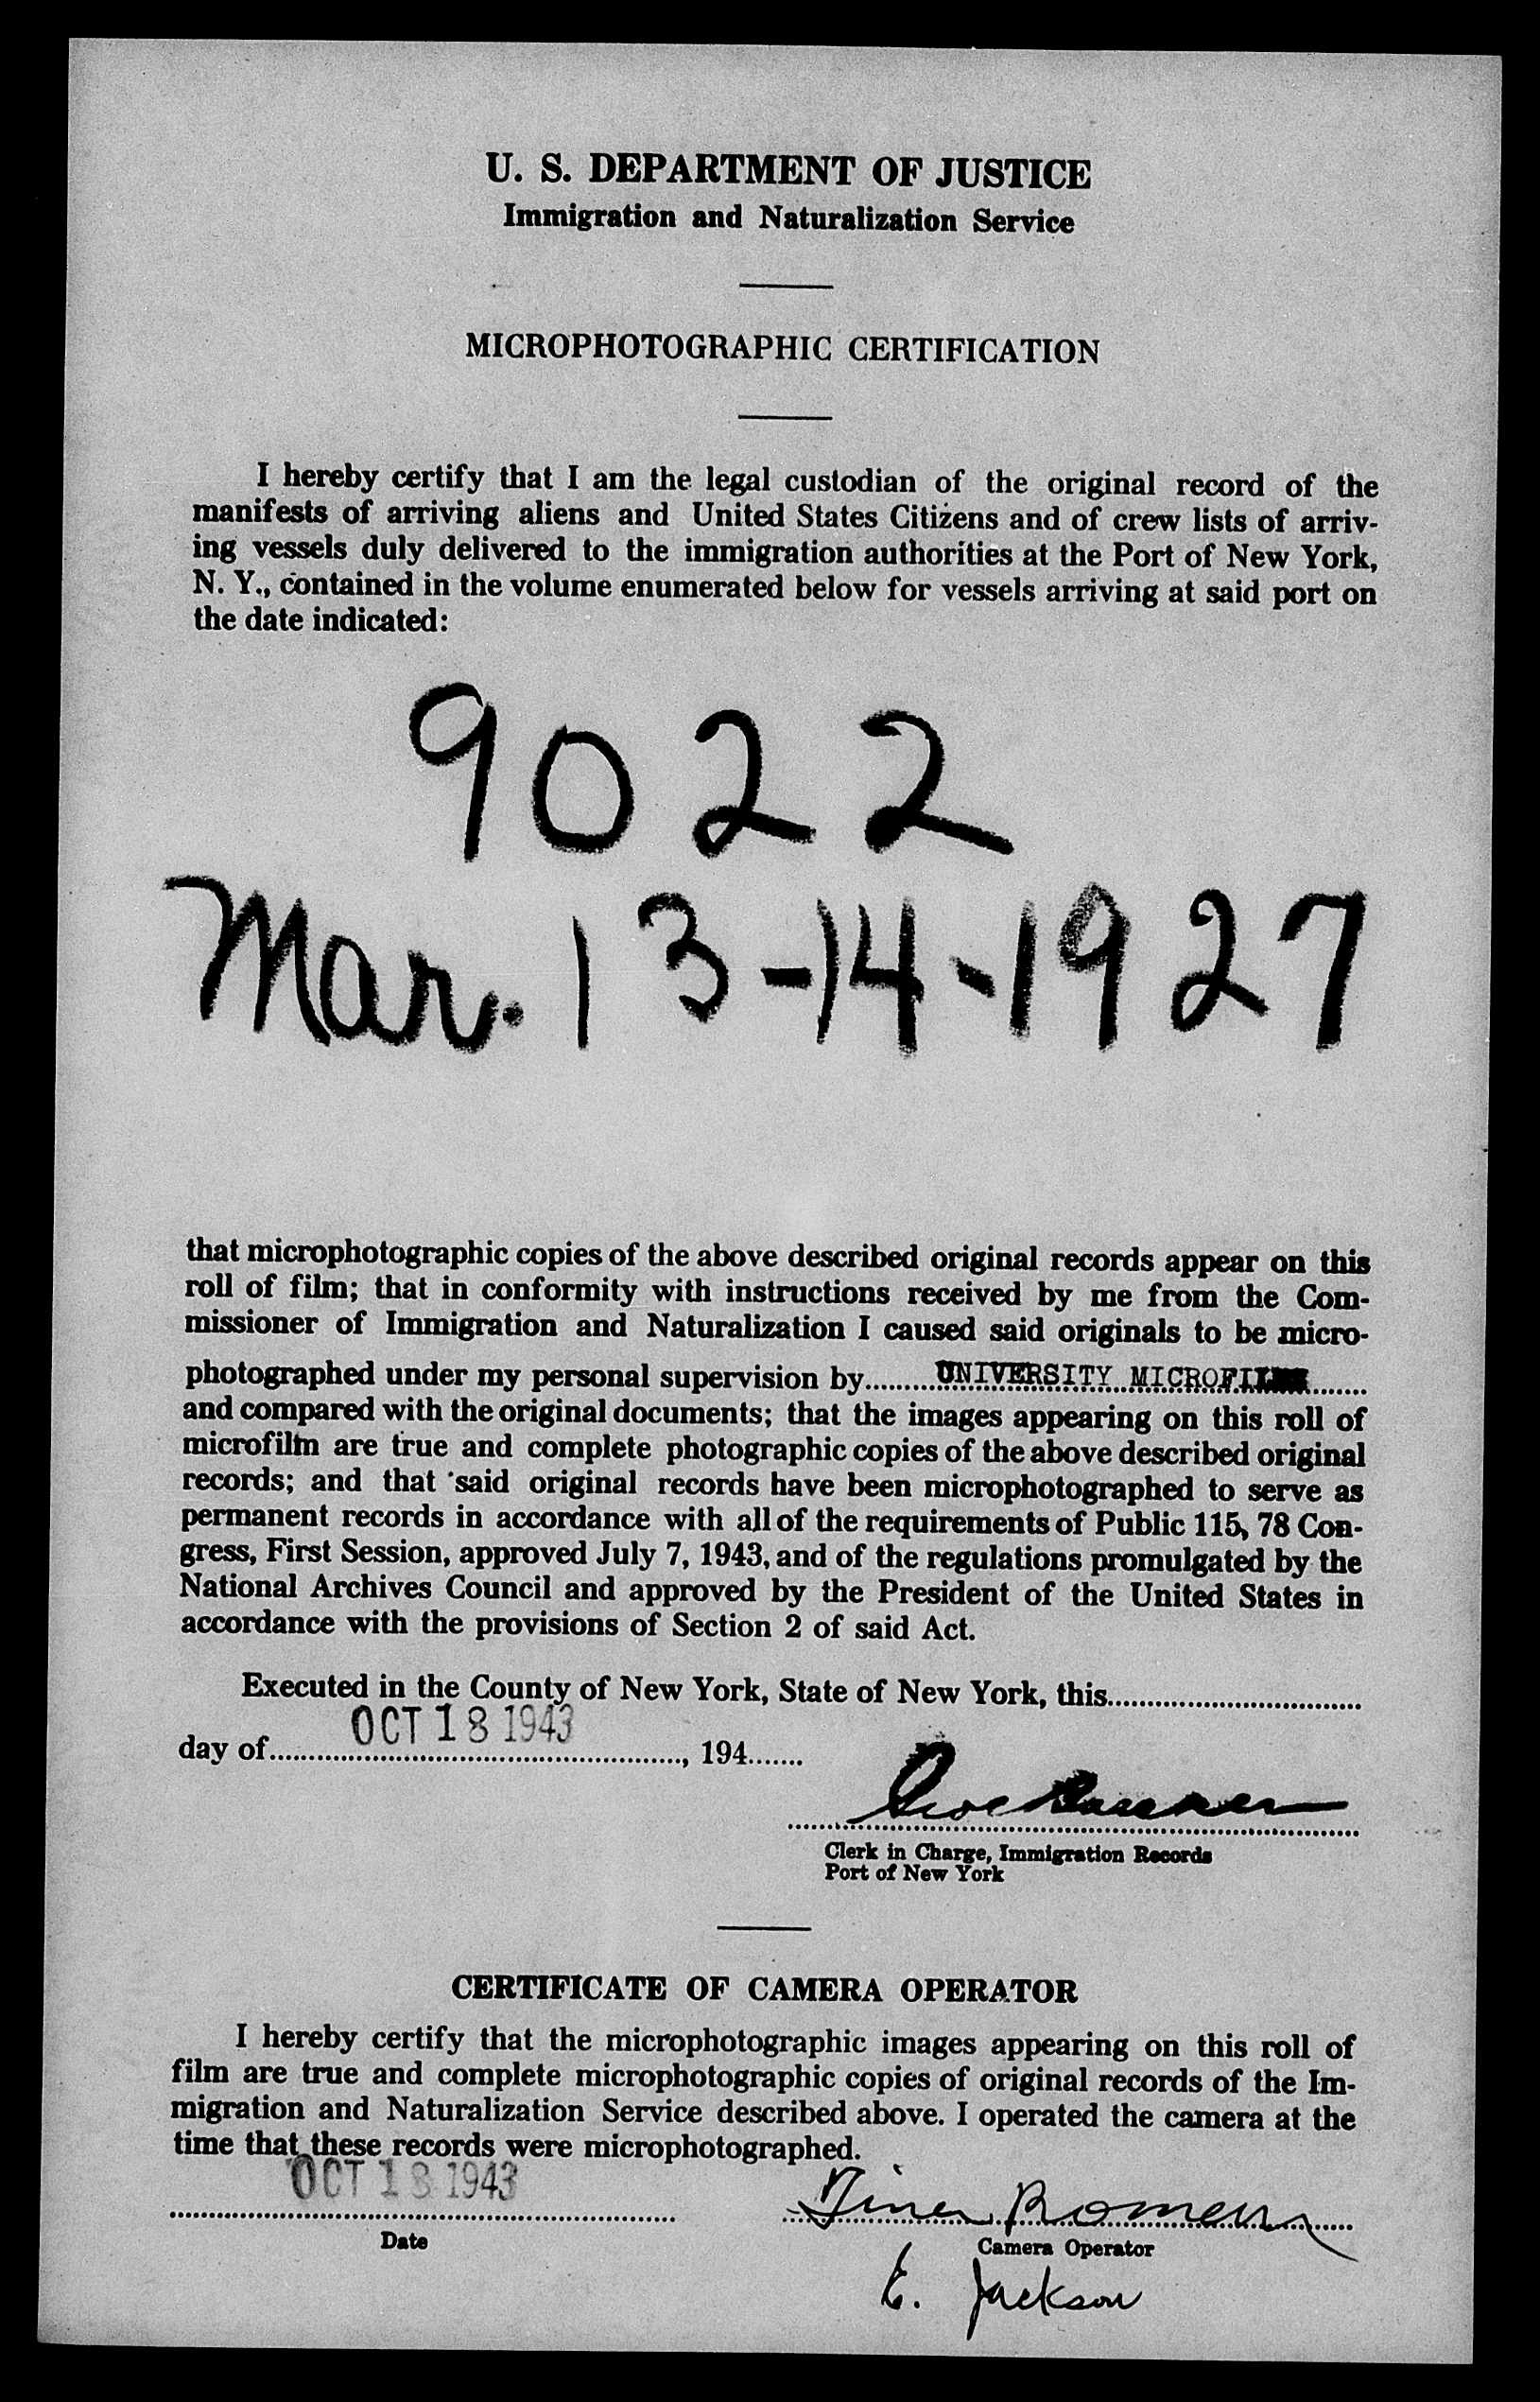 U. S. DEPARTMENT OF JUSTICE
Immigration and Naturalization Service
MICROPHOTOGRAPHIC CERTIFICATION
I hereby certify that I am the legal custodian of the original record of the
manifests of arriving aliens and United States Citizens and of crew lists of arriv-
ing vessels duly delivered to the immigration authorities at the Port of New York,
N. Y., contained in the volume enumerated below for vessels arriving at said port on
the date indicated:
9022
Mar. 13-14-1927
that microphotographic copies of the above described original records appear on this
roll of film; that in conformity with instructions received by me from the Com-
missioner of Immigration and Naturalization I caused said originals to be micro-
photographed under my personal supervision by UNIVERSITY MICROFILMS
and compared with the original documents; that the images appearing on this roll of
microfilm are true and complete photographic copies of the above described original
records; and that said original records have been microphotographed to serve as
permanent records in accordance with all of the requirements of Public 115, 78 Con-
gress, First Session, approved July 7, 1943, and of the regulations promulgated by the
National Archives Council and approved by the President of the United States in
accordance with the provisions of Section 2 of said Act.
Executed in the County of New York, State of New York, this
day of OCT 18 1943, 194
Clerk in Charge, Immigration Records
Port of New York
CERTIFICATE OF CAMERA OPERATOR
I hereby certify that the microphotographic images appearing on this roll of
film are true and complete microphotographic copies of original records of the Im-
migration and Naturalization Service described above. I operated the camera at the
time that these records were microphotographed.
OCT 18 1943
Date
Camera Operator
E. Jackson